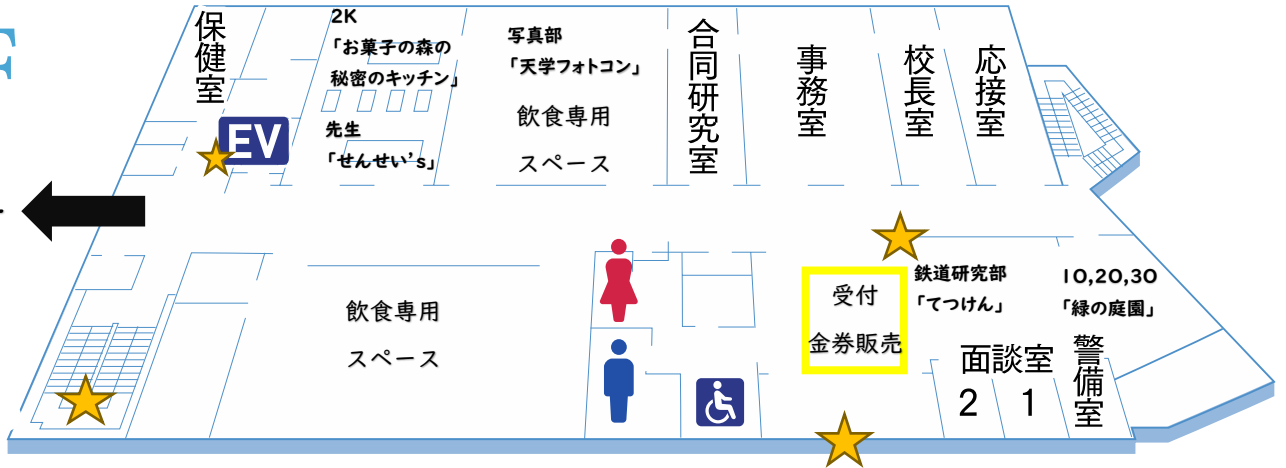 保健室
EV
2K
「お菓子の森の
秘密のキッチン」
先生
「せんせい’s」
写真部
「天学フォトコン」
飲食専用
スペース
合同研究室
事務室
校長室
応接室
飲食専用
スペース
受付
金券販売
鉄道研究部
「てつけん」
10,20,30
「緑の庭園」
面談室
2 1
警備室